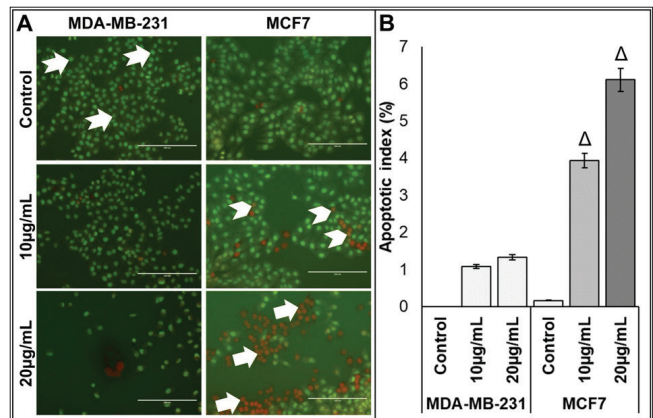 A
MDA-MB-231
MCF7
Control
10µg/mL
20µg/mL
B
Apoptotic index (%)
7
6
5
4
3
2
1
0
Δ
Δ
Control
10µg/mL
20µg/mL
Control
10µg/mL
20µg/mL
MDA-MB-231
MCF7